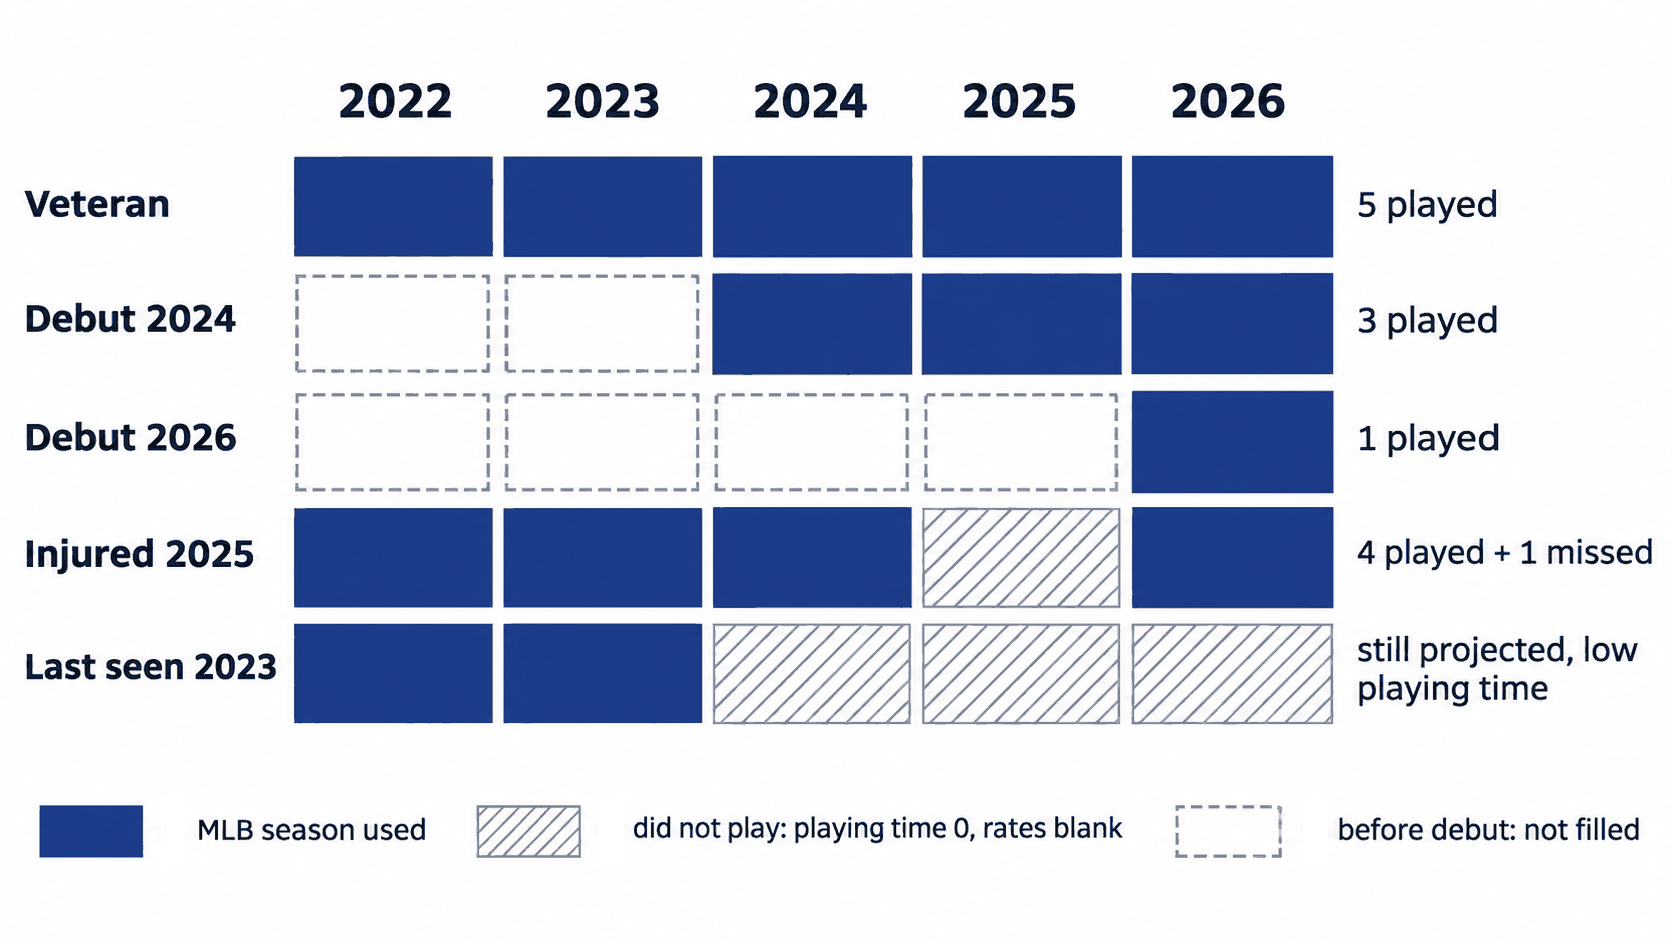 2022 2023 2024 2025 2026
Veteran 5 played
Debut 2024 3 played
Debut 2026 1 played
Injured 2025 4 played + 1 missed
Last seen 2023 still projected, low
playing time
MLB season used did not play: playing time 0, rates blank before debut: not filled